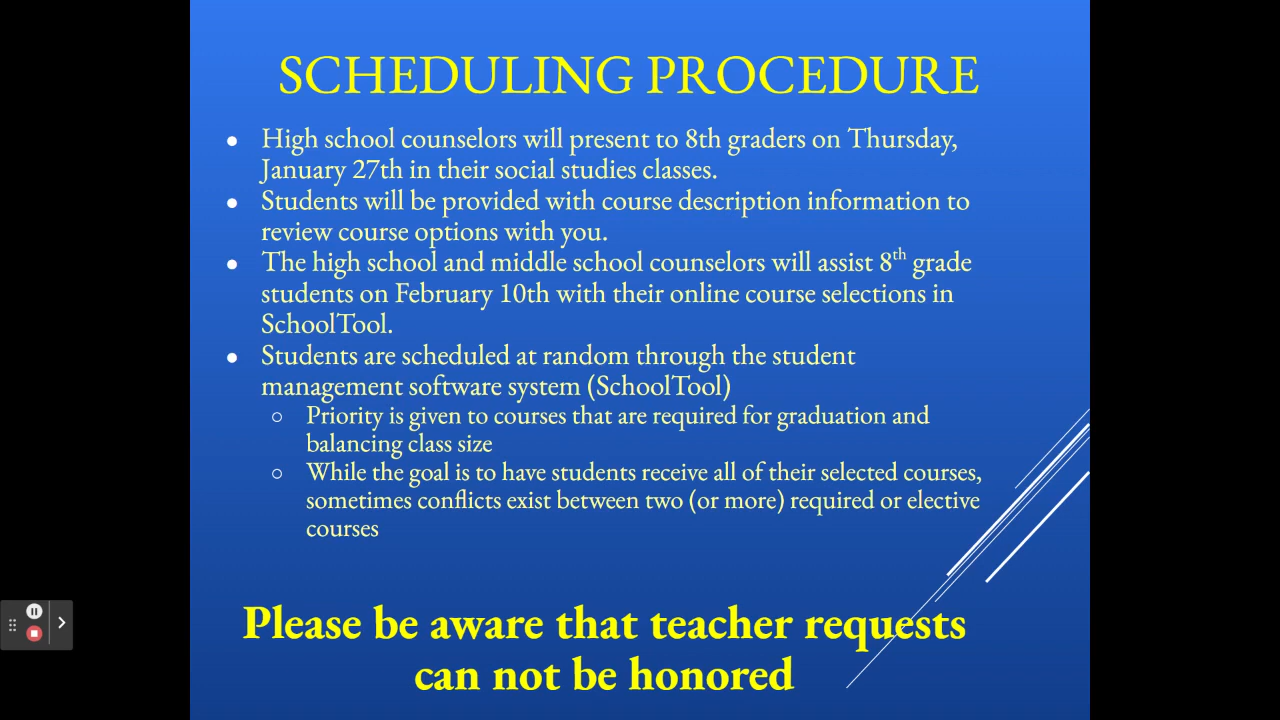 SCHEDULING PROCEDURE
● High school counselors will present to 8th graders on Thursday,
January 27th in their social studies classes.
● Students will be provided with course description information to
review course options with you.
● The high school and middle school counselors will assist 8th grade
students on February 10th with their online course selections in
SchoolTool.
● Students are scheduled at random through the student
management software system (SchoolTool)
○ Priority is given to courses that are required for graduation and
balancing class size
○ While the goal is to have students receive all of their selected courses,
sometimes conflicts exist between two (or more) required or elective
courses
Please be aware that teacher requests
can not be honored